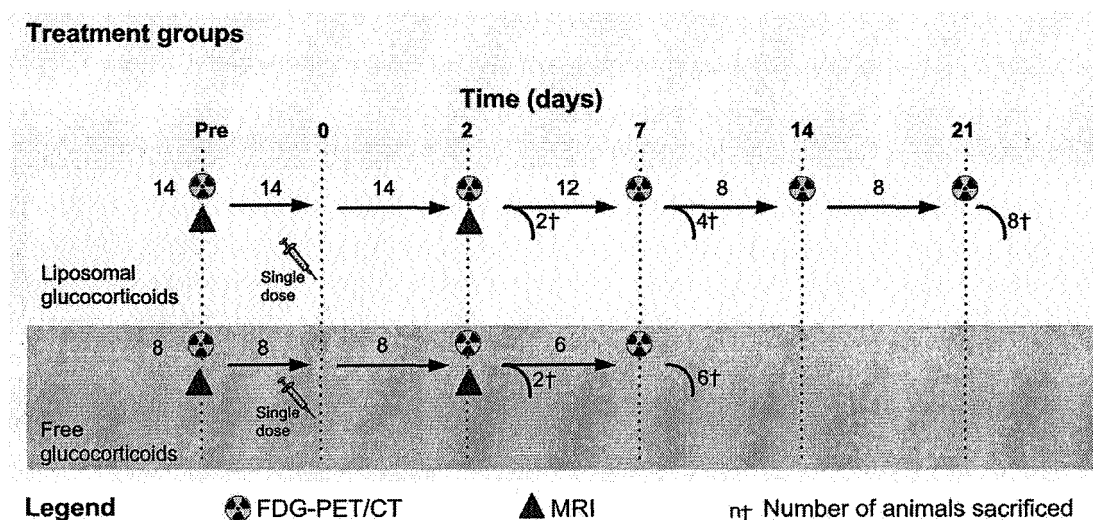 Treatment groups
Time (days)
Pre 0 2 7 14 21
14 14 14 12 8 8
2† 4† 8†
Single
dose
Liposomal
glucocorticoids
8 8 8 6
2† 6†
Single
dose
Free
glucocorticoids
Legend FDG-PET/CT MRI n† Number of animals sacrificed